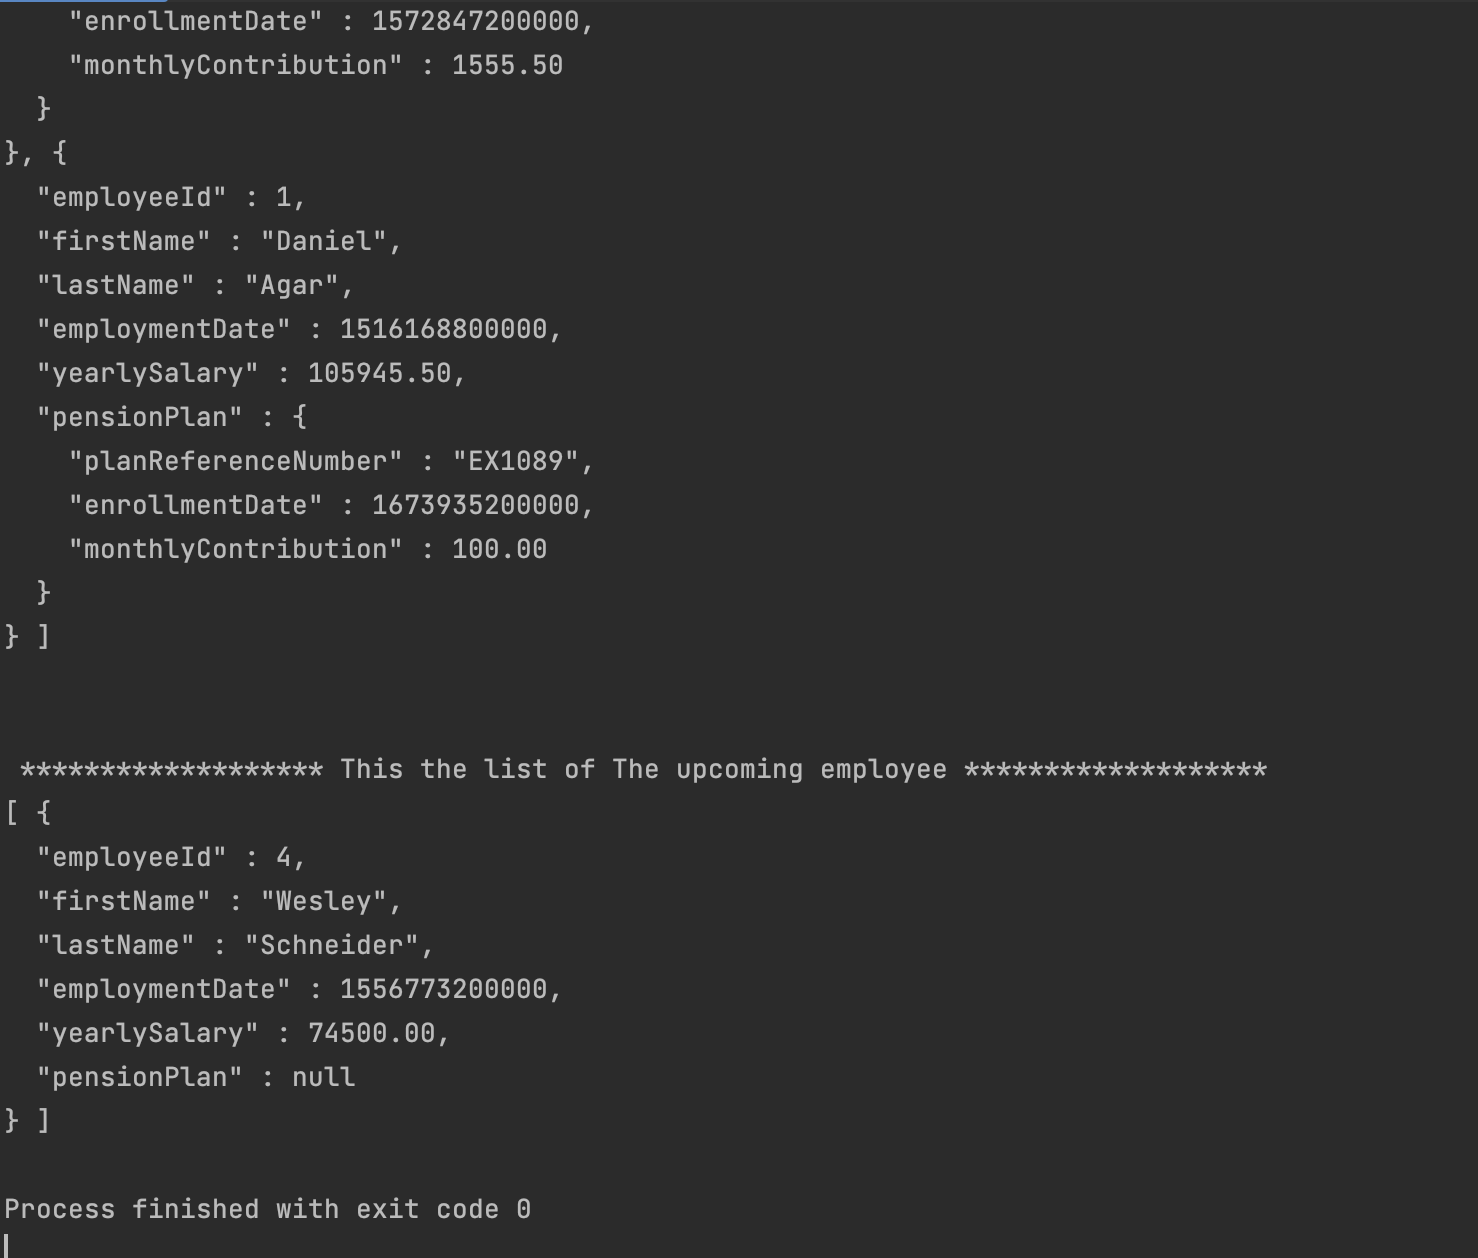 "enrollmentDate" : 1572847200000,
    "monthlyContribution" : 1555.50
  }
}, {
  "employeeId" : 1,
  "firstName" : "Daniel",
  "lastName" : "Agar",
  "employmentDate" : 1516168800000,
  "yearlySalary" : 105945.50,
  "pensionPlan" : {
    "planReferenceNumber" : "EX1089",
    "enrollmentDate" : 1673935200000,
    "monthlyContribution" : 100.00
  }
} ]
 ******************* This the list of The upcoming employee *******************
[ {
  "employeeId" : 4,
  "firstName" : "Wesley",
  "lastName" : "Schneider",
  "employmentDate" : 1556773200000,
  "yearlySalary" : 74500.00,
  "pensionPlan" : null
} ]
Process finished with exit code 0